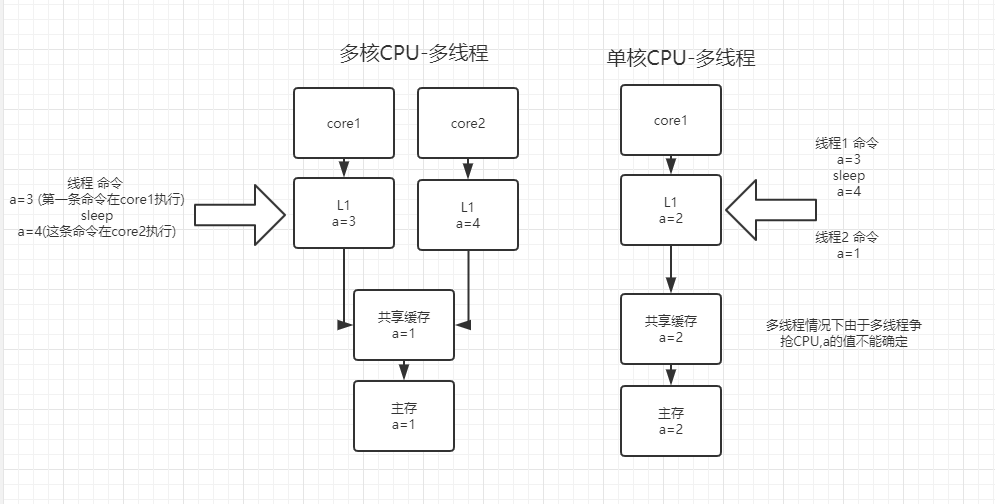 多核CPU-多线程
单核CPU-多线程
core1
core2
core1
线程 命令
a=3 (第一条命令在core1执行)
sleep
a=4(这条命令在core2执行)
L1
a=3
L1
a=4
L1
a=2
线程1 命令
a=3
sleep
a=4
线程2 命令
a=1
共享缓存
a=1
共享缓存
a=2
多线程情况下由于多线程争
抢CPU,a的值不能确定
主存
a=1
主存
a=2